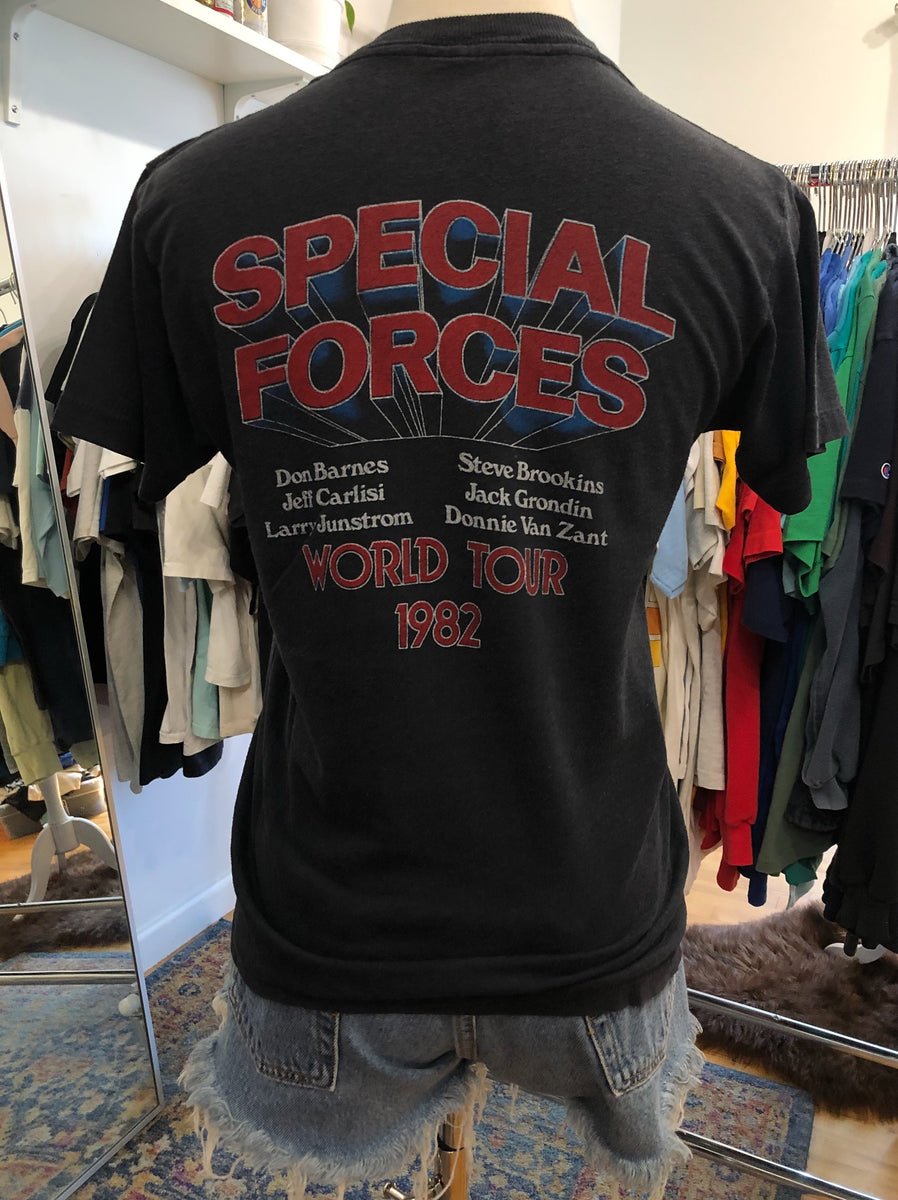 SPECIAL
FORCES
Don Barnes
Jeff Carlisi
Larry Junstrom
Steve Brookins
Jack Grondin
Donnie Van Zant
WORLD TOUR
1982